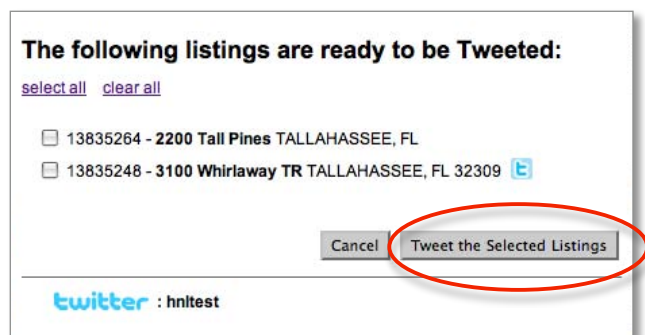 The following listings are ready to be Tweeted:
select all clear all
13835264 - 2200 Tall Pines TALLAHASSEE, FL
13835248 - 3100 Whirlaway TR TALLAHASSEE, FL 32309 t
Cancel Tweet the Selected Listings
twitter : hnltest